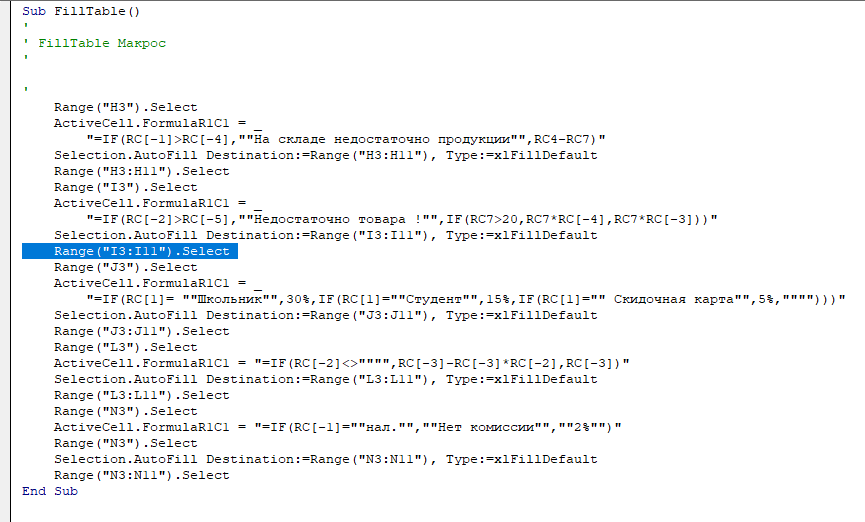 Sub FillTable()
'
' FillTable Макрос
'
'
Range("H3").Select
ActiveCell.FormulaR1C1 = _
"=IF(RC[-1]>RC[-4],""На складе недостаточно продукции"",RC4-RC7)"
Selection.AutoFill Destination:=Range("H3:H11"), Type:=xlFillDefault
Range("H3:H11").Select
Range("I3").Select
ActiveCell.FormulaR1C1 = _
"=IF(RC[-2]>RC[-5],""Недостаточно товара !"",IF(RC7>20,RC7*RC[-4],RC7*RC[-3]))"
Selection.AutoFill Destination:=Range("I3:I11"), Type:=xlFillDefault
Range("I3:I11").Select
Range("J3").Select
ActiveCell.FormulaR1C1 = _
"=IF(RC[1]= ""Школьник"",30%,IF(RC[1]=""Студент"",15%,IF(RC[1]="" Скидочная карта"",5%,"""")))"
Selection.AutoFill Destination:=Range("J3:J11"), Type:=xlFillDefault
Range("J3:J11").Select
Range("L3").Select
ActiveCell.FormulaR1C1 = "=IF(RC[-2]<>"""",RC[-3]-RC[-3]*RC[-2],RC[-3])"
Selection.AutoFill Destination:=Range("L3:L11"), Type:=xlFillDefault
Range("L3:L11").Select
Range("N3").Select
ActiveCell.FormulaR1C1 = "=IF(RC[-1]=""нал."",""Нет комиссии"",""2%"")"
Range("N3").Select
Selection.AutoFill Destination:=Range("N3:N11"), Type:=xlFillDefault
Range("N3:N11").Select
End Sub